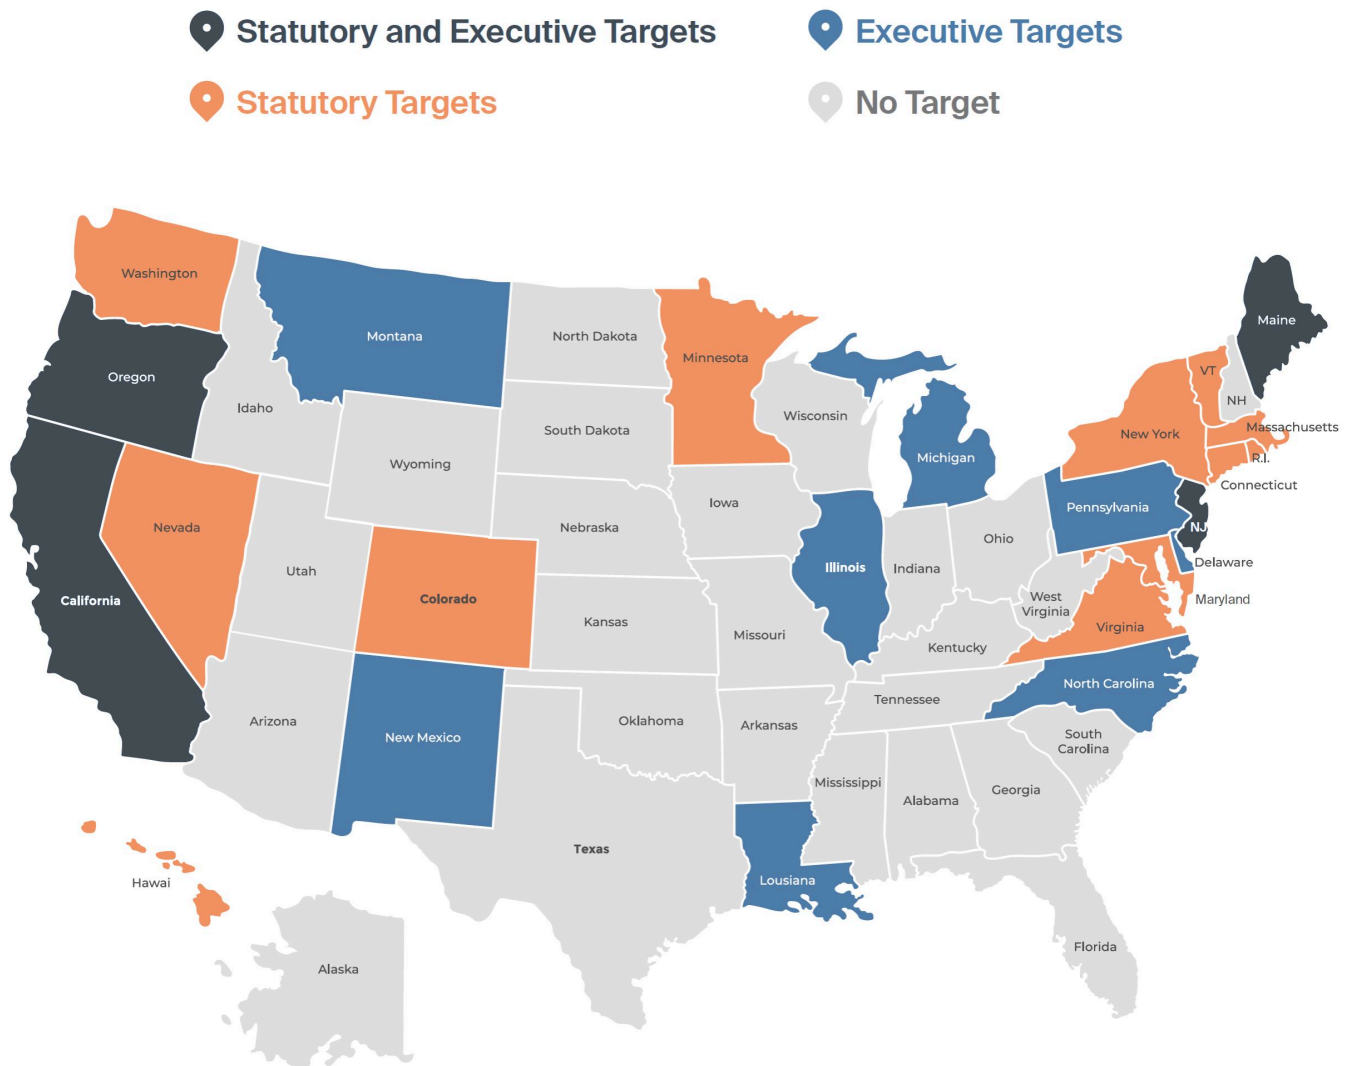 Statutory and Executive Targets
Executive Targets
Statutory Targets
No Target
Washington
Montana
North Dakota
Minnesota
Maine
Oregon
Idaho
VT
NH
Wisconsin
South Dakota
Massachusetts
New York
Michigan
R.I.
Wyoming
Connecticut
Iowa
Pennsylvania
Nevada
Nebraska
NJ
Ohio
Utah
Illinois
Indiana
Delaware
California
Colorado
West
Virginia
Maryland
Kansas
Missouri
Virginia
Kentucky
North Carolina
Tennessee
Arizona
Oklahoma
Arkansas
New Mexico
South
Carolina
Mississippi
Georgia
Alabama
Texas
Hawai
Lousiana
Florida
Alaska